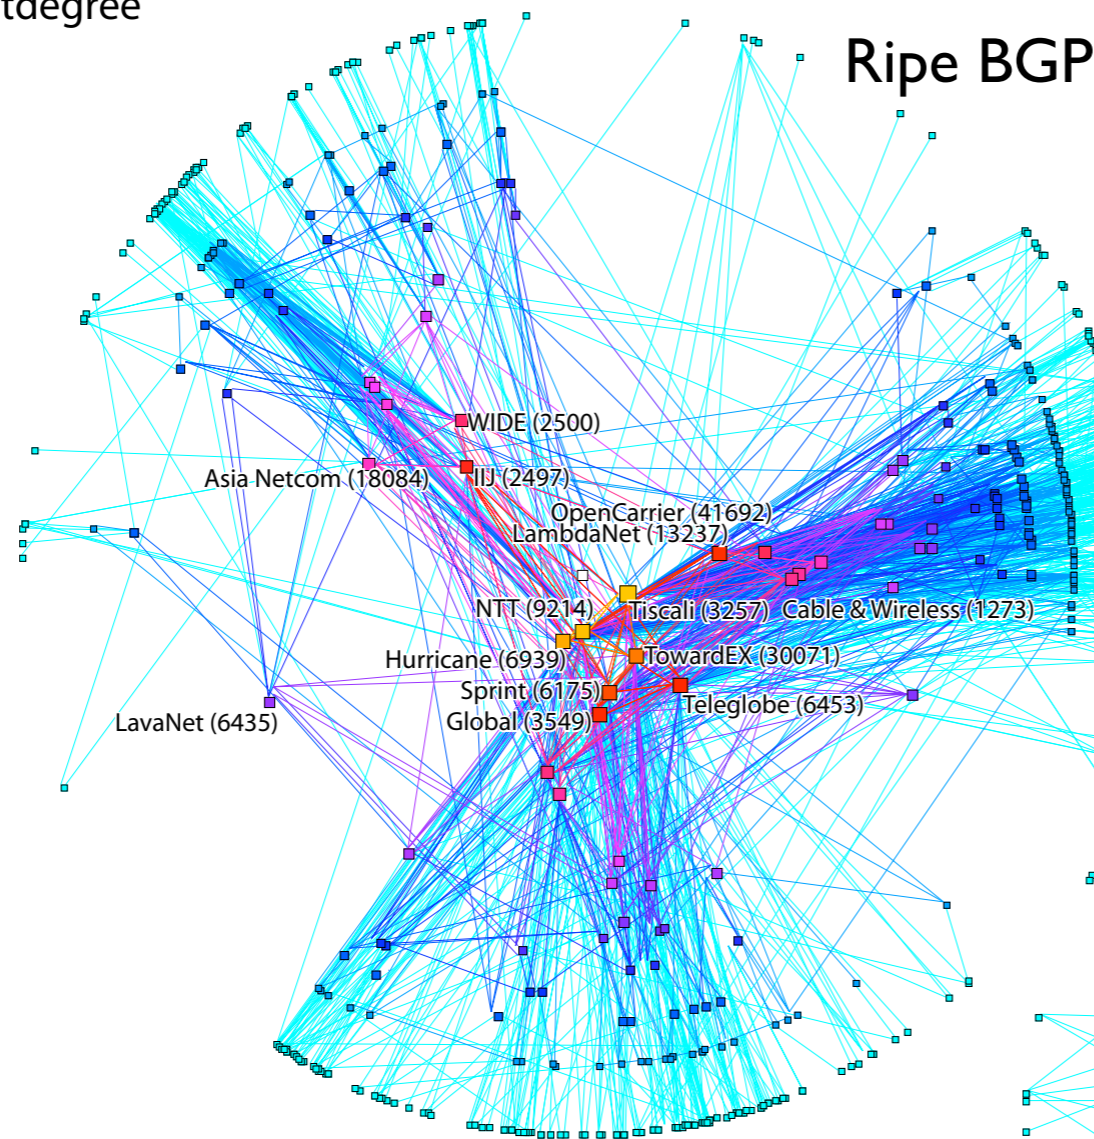 tdegree
Ripe BGP
WIDE (2500)
Asia Netcom (18084)
IIJ (2497)
OpenCarrier (41692)
LambdaNet (13237)
NTT (9214)
Tiscali (3257)
Cable & Wireless (1273)
Hurricane (6939)
TowardEX (30071)
Sprint (6175)
Teleglobe (6453)
LavaNet (6435)
Global (3549)